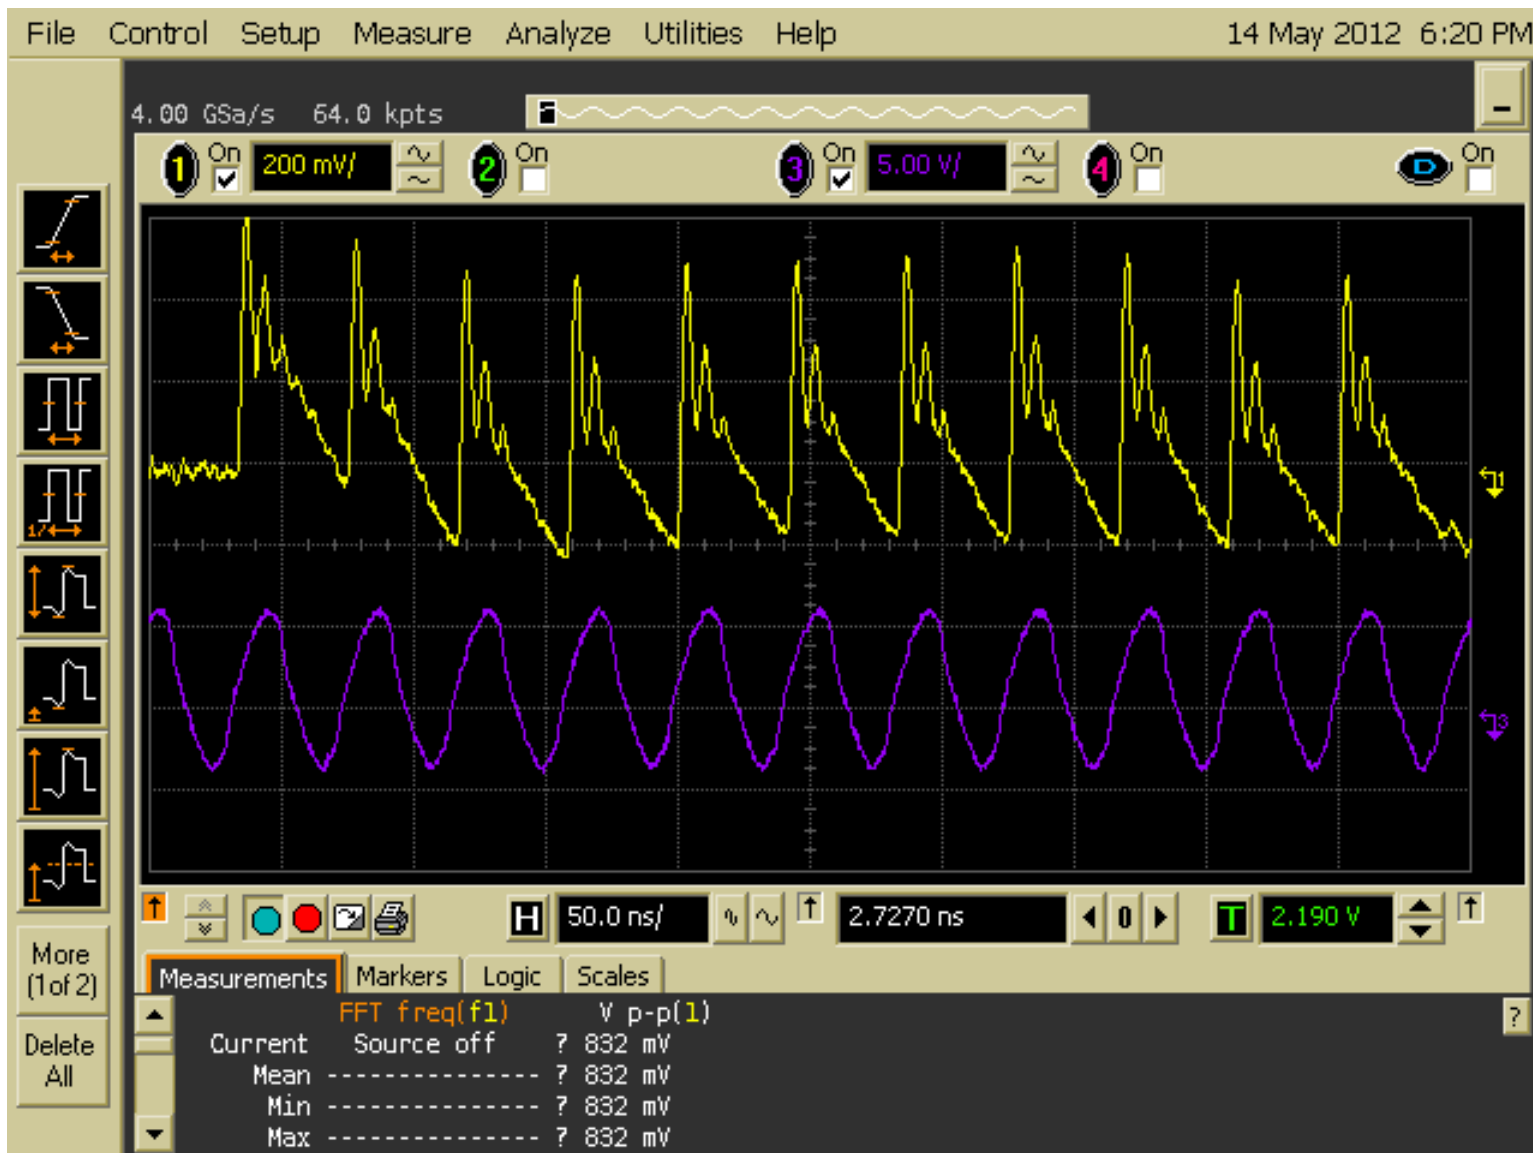 File Control Setup Measure Analyze Utilities Help 14 May 2012 6:20 PM
4.00 GSa/s 64.0 kpts
1 On 200 mV/ 2 On 3 On 5.00 V/ 4 On D On
1
3
H 50.0 ns/ 2.7270 ns 0 T 2.190 V
More
(1of 2)
Delete
All
Measurements Markers Logic Scales
FFT freq(f1) V p-p(1)
Current Source off ? 832 mV
Mean --------------- ? 832 mV
Min --------------- ? 832 mV
Max --------------- ? 832 mV
?